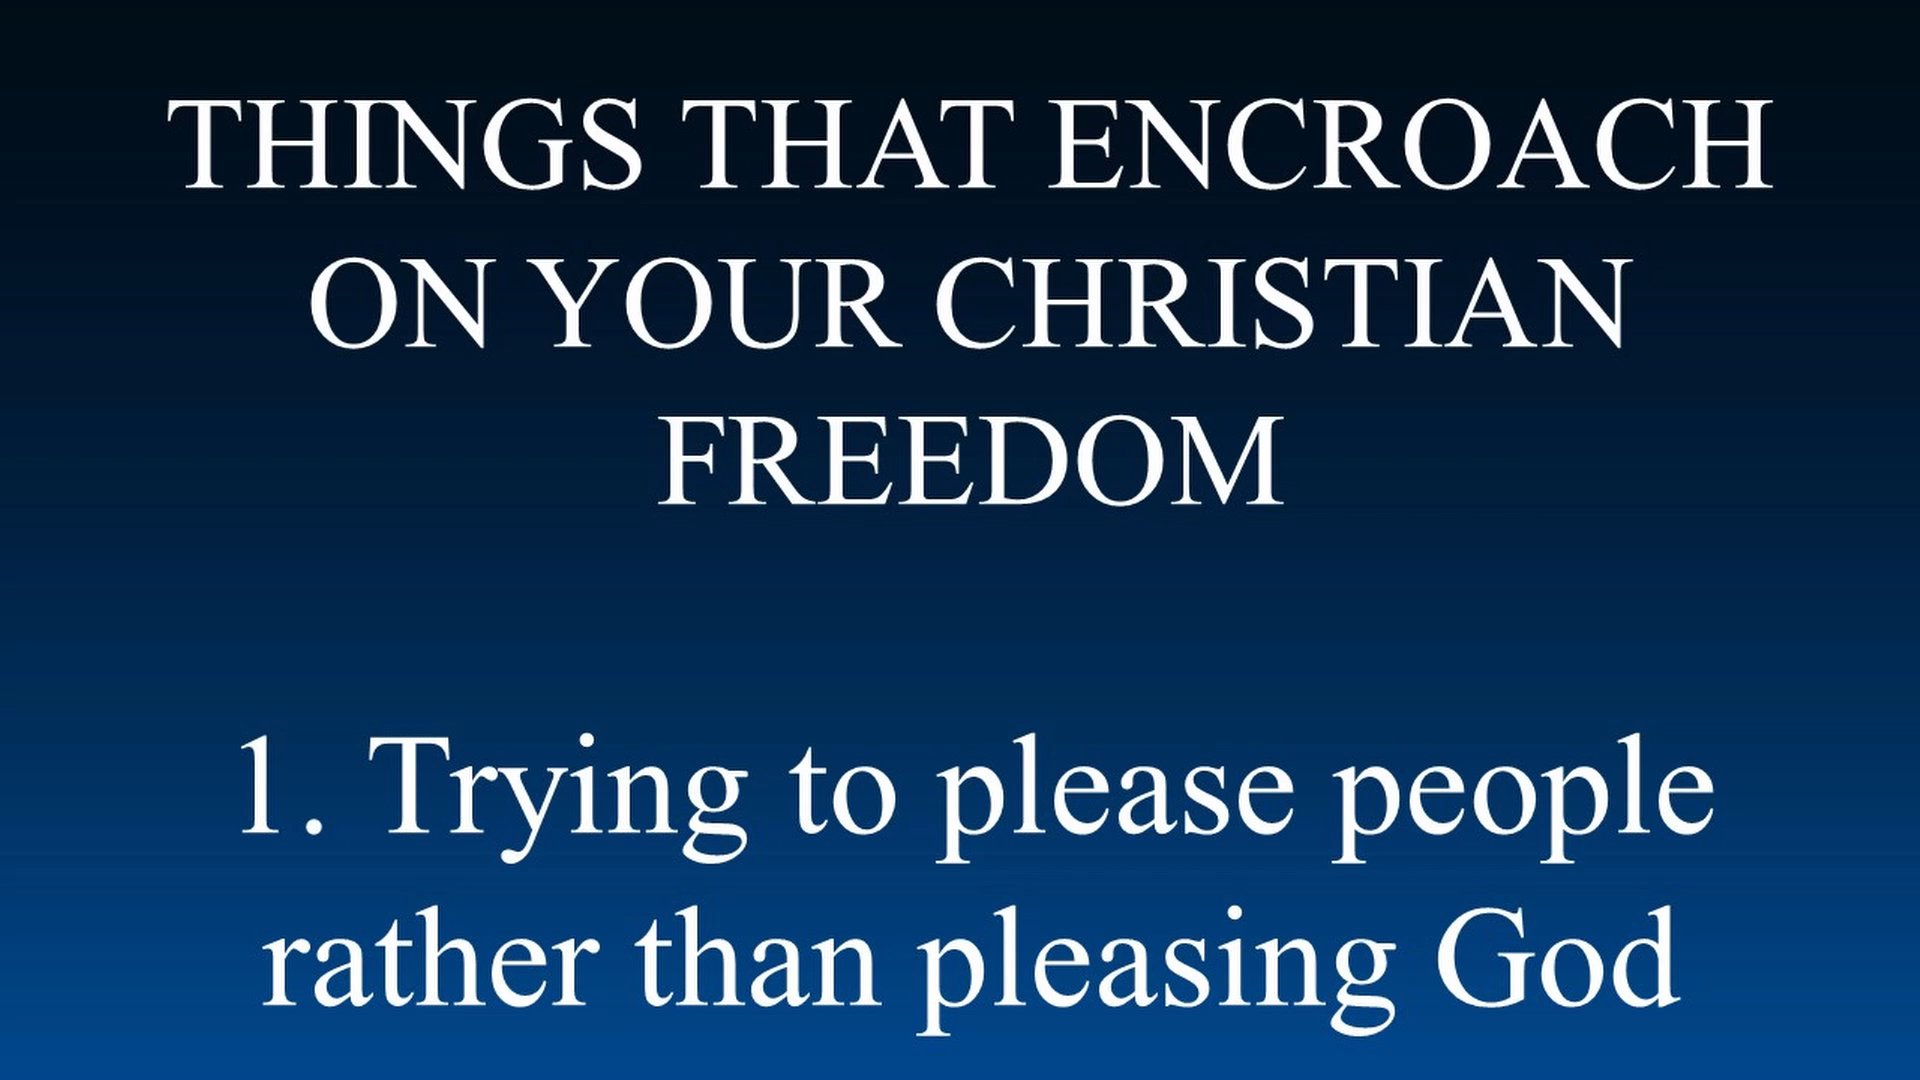 THINGS THAT ENCROACH
ON YOUR CHRISTIAN
FREEDOM
1. Trying to please people
rather than pleasing God